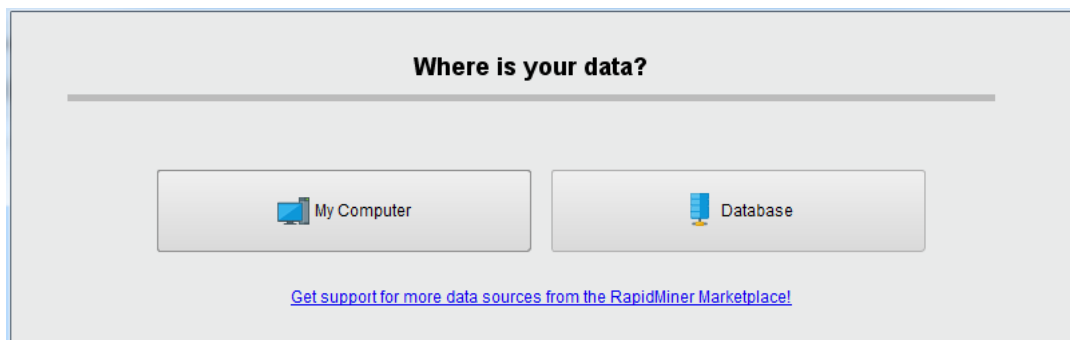 Where is your data?
My Computer
Database
Get support for more data sources from the RapidMiner Marketplace!